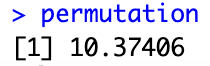 > permutation
[1] 10.37406